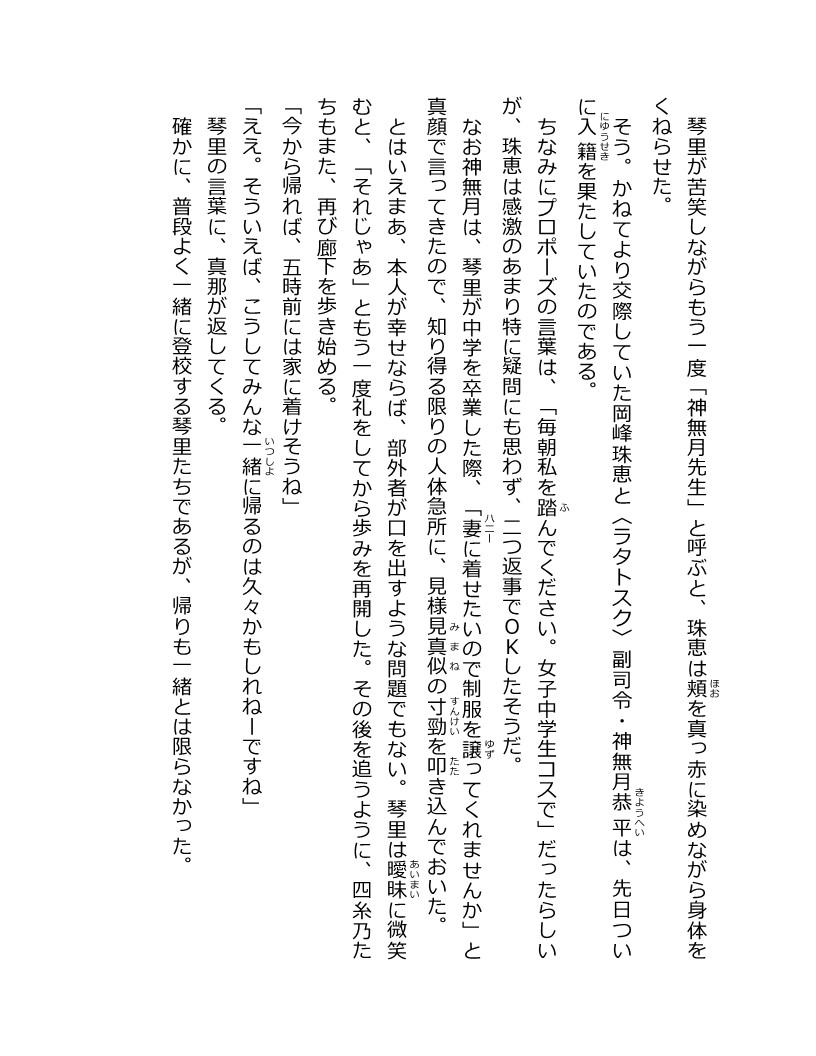 琴里が苦笑しながらもう一度「神無月先生」と呼ぶと、珠恵は頬を真っ赤に染めながら身体を
くねらせた。
そう。かねてより交際していた岡峰珠恵と〈ラタトスク〉副司令・神無月恭平は、先日つい
に入籍を果たしていたのである。
ちなみにプロポーズの言葉は、「毎朝私を踏んでください。女子中学生コスで」だったらしい
が、珠恵は感激のあまり特に疑問にも思わず、二つ返事でＯＫしたそうだ。
なお神無月は、琴里が中学を卒業した際、「妻に着せたいので制服を譲ってくれませんか」と
真顔で言ってきたので、知り得る限りの人体急所に、見様見真似の寸勁を叩き込んでおいた。
とはいえまあ、本人が幸せならば、部外者が口を出すような問題でもない。琴里は曖昧に微笑
むと、「それじゃあ」ともう一度礼をしてから歩みを再開した。その後を追うように、四糸乃た
ちもまた、再び廊下を歩き始める。
「今から帰れば、五時前には家に着けそうね」
「ええ。そういえば、こうしてみんな一緒に帰るのは久々かもしれねーですね」
琴里の言葉に、真那が返してくる。
確かに、普段よく一緒に登校する琴里たちであるが、帰りも一緒とは限らなかった。